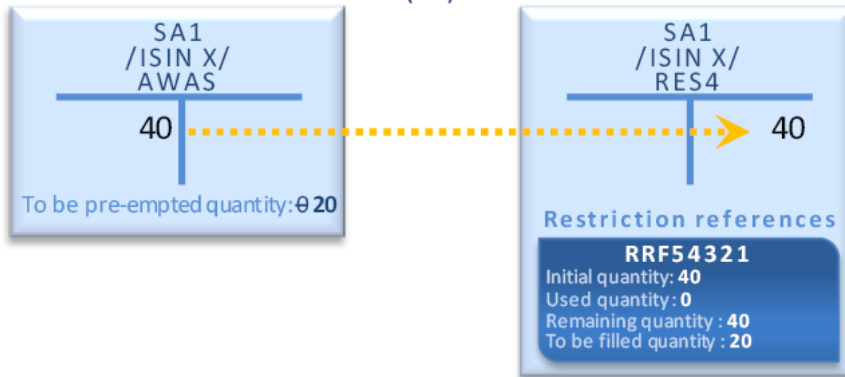 SA1
/ISIN X/
AWAS
40
To be pre-empted quantity: 0 20
SA1
/ISIN X/
RES4
40
Restriction references
RRF54321
Initial quantity: 40
Used quantity : 0
Remaining quantity : 40
To be filled quantity : 20